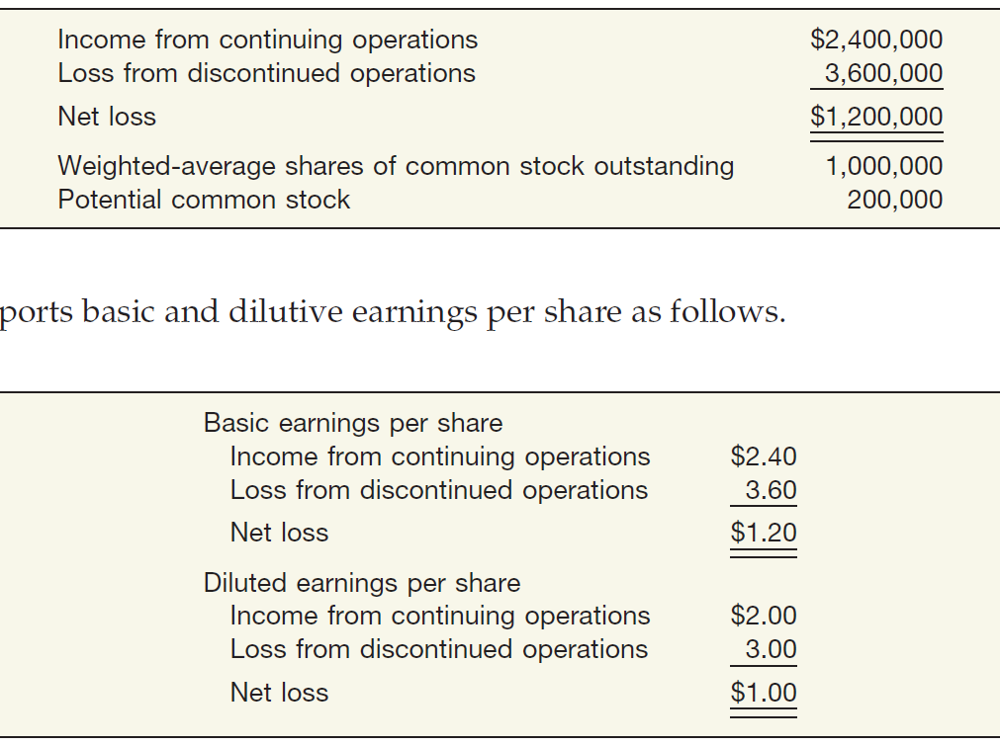 Income from continuing operations $2,400,000
Loss from discontinued operations 3,600,000
Net loss $1,200,000
Weighted-average shares of common stock outstanding 1,000,000
Potential common stock 200,000
ports basic and dilutive earnings per share as follows.
Basic earnings per share
Income from continuing operations $2.40
Loss from discontinued operations 3.60
Net loss $1.20
Diluted earnings per share
Income from continuing operations $2.00
Loss from discontinued operations 3.00
Net loss $1.00